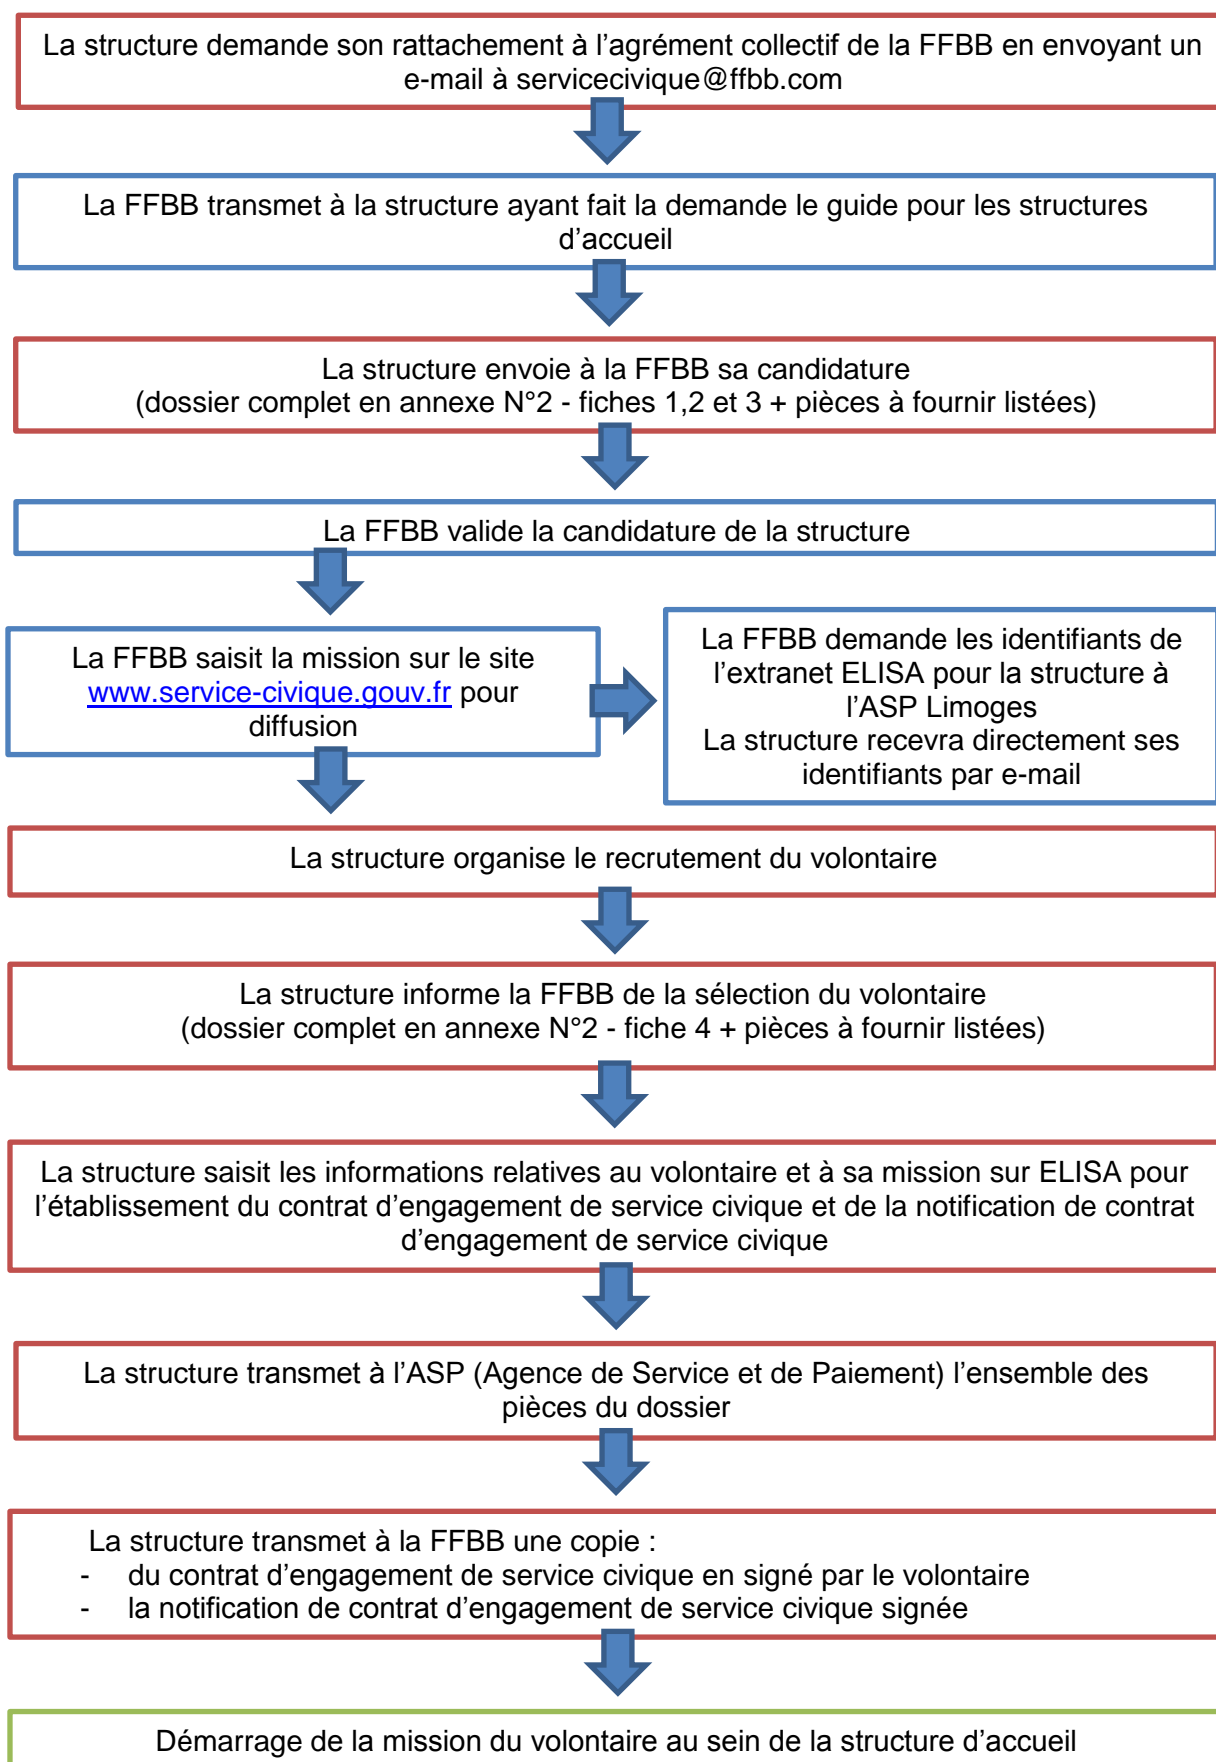 La structure demande son rattachement à l’agrément collectif de la FFBB en envoyant un
e-mail à servicecivique@ffbb.com
La FFBB transmet à la structure ayant fait la demande le guide pour les structures
d’accueil
La structure envoie à la FFBB sa candidature
(dossier complet en annexe N°2 - fiches 1,2 et 3 + pièces à fournir listées)
La FFBB valide la candidature de la structure
La FFBB saisit la mission sur le site
www.service-civique.gouv.fr pour
diffusion
La FFBB demande les identifiants de
l’extranet ELISA pour la structure à
l’ASP Limoges
La structure recevra directement ses
identifiants par e-mail
La structure organise le recrutement du volontaire
La structure informe la FFBB de la sélection du volontaire
(dossier complet en annexe N°2 - fiche 4 + pièces à fournir listées)
La structure saisit les informations relatives au volontaire et à sa mission sur ELISA pour
l’établissement du contrat d’engagement de service civique et de la notification de contrat
d’engagement de service civique
La structure transmet à l’ASP (Agence de Service et de Paiement) l’ensemble des
pièces du dossier
La structure transmet à la FFBB une copie :
- du contrat d’engagement de service civique en signé par le volontaire
- la notification de contrat d’engagement de service civique signée
Démarrage de la mission du volontaire au sein de la structure d’accueil